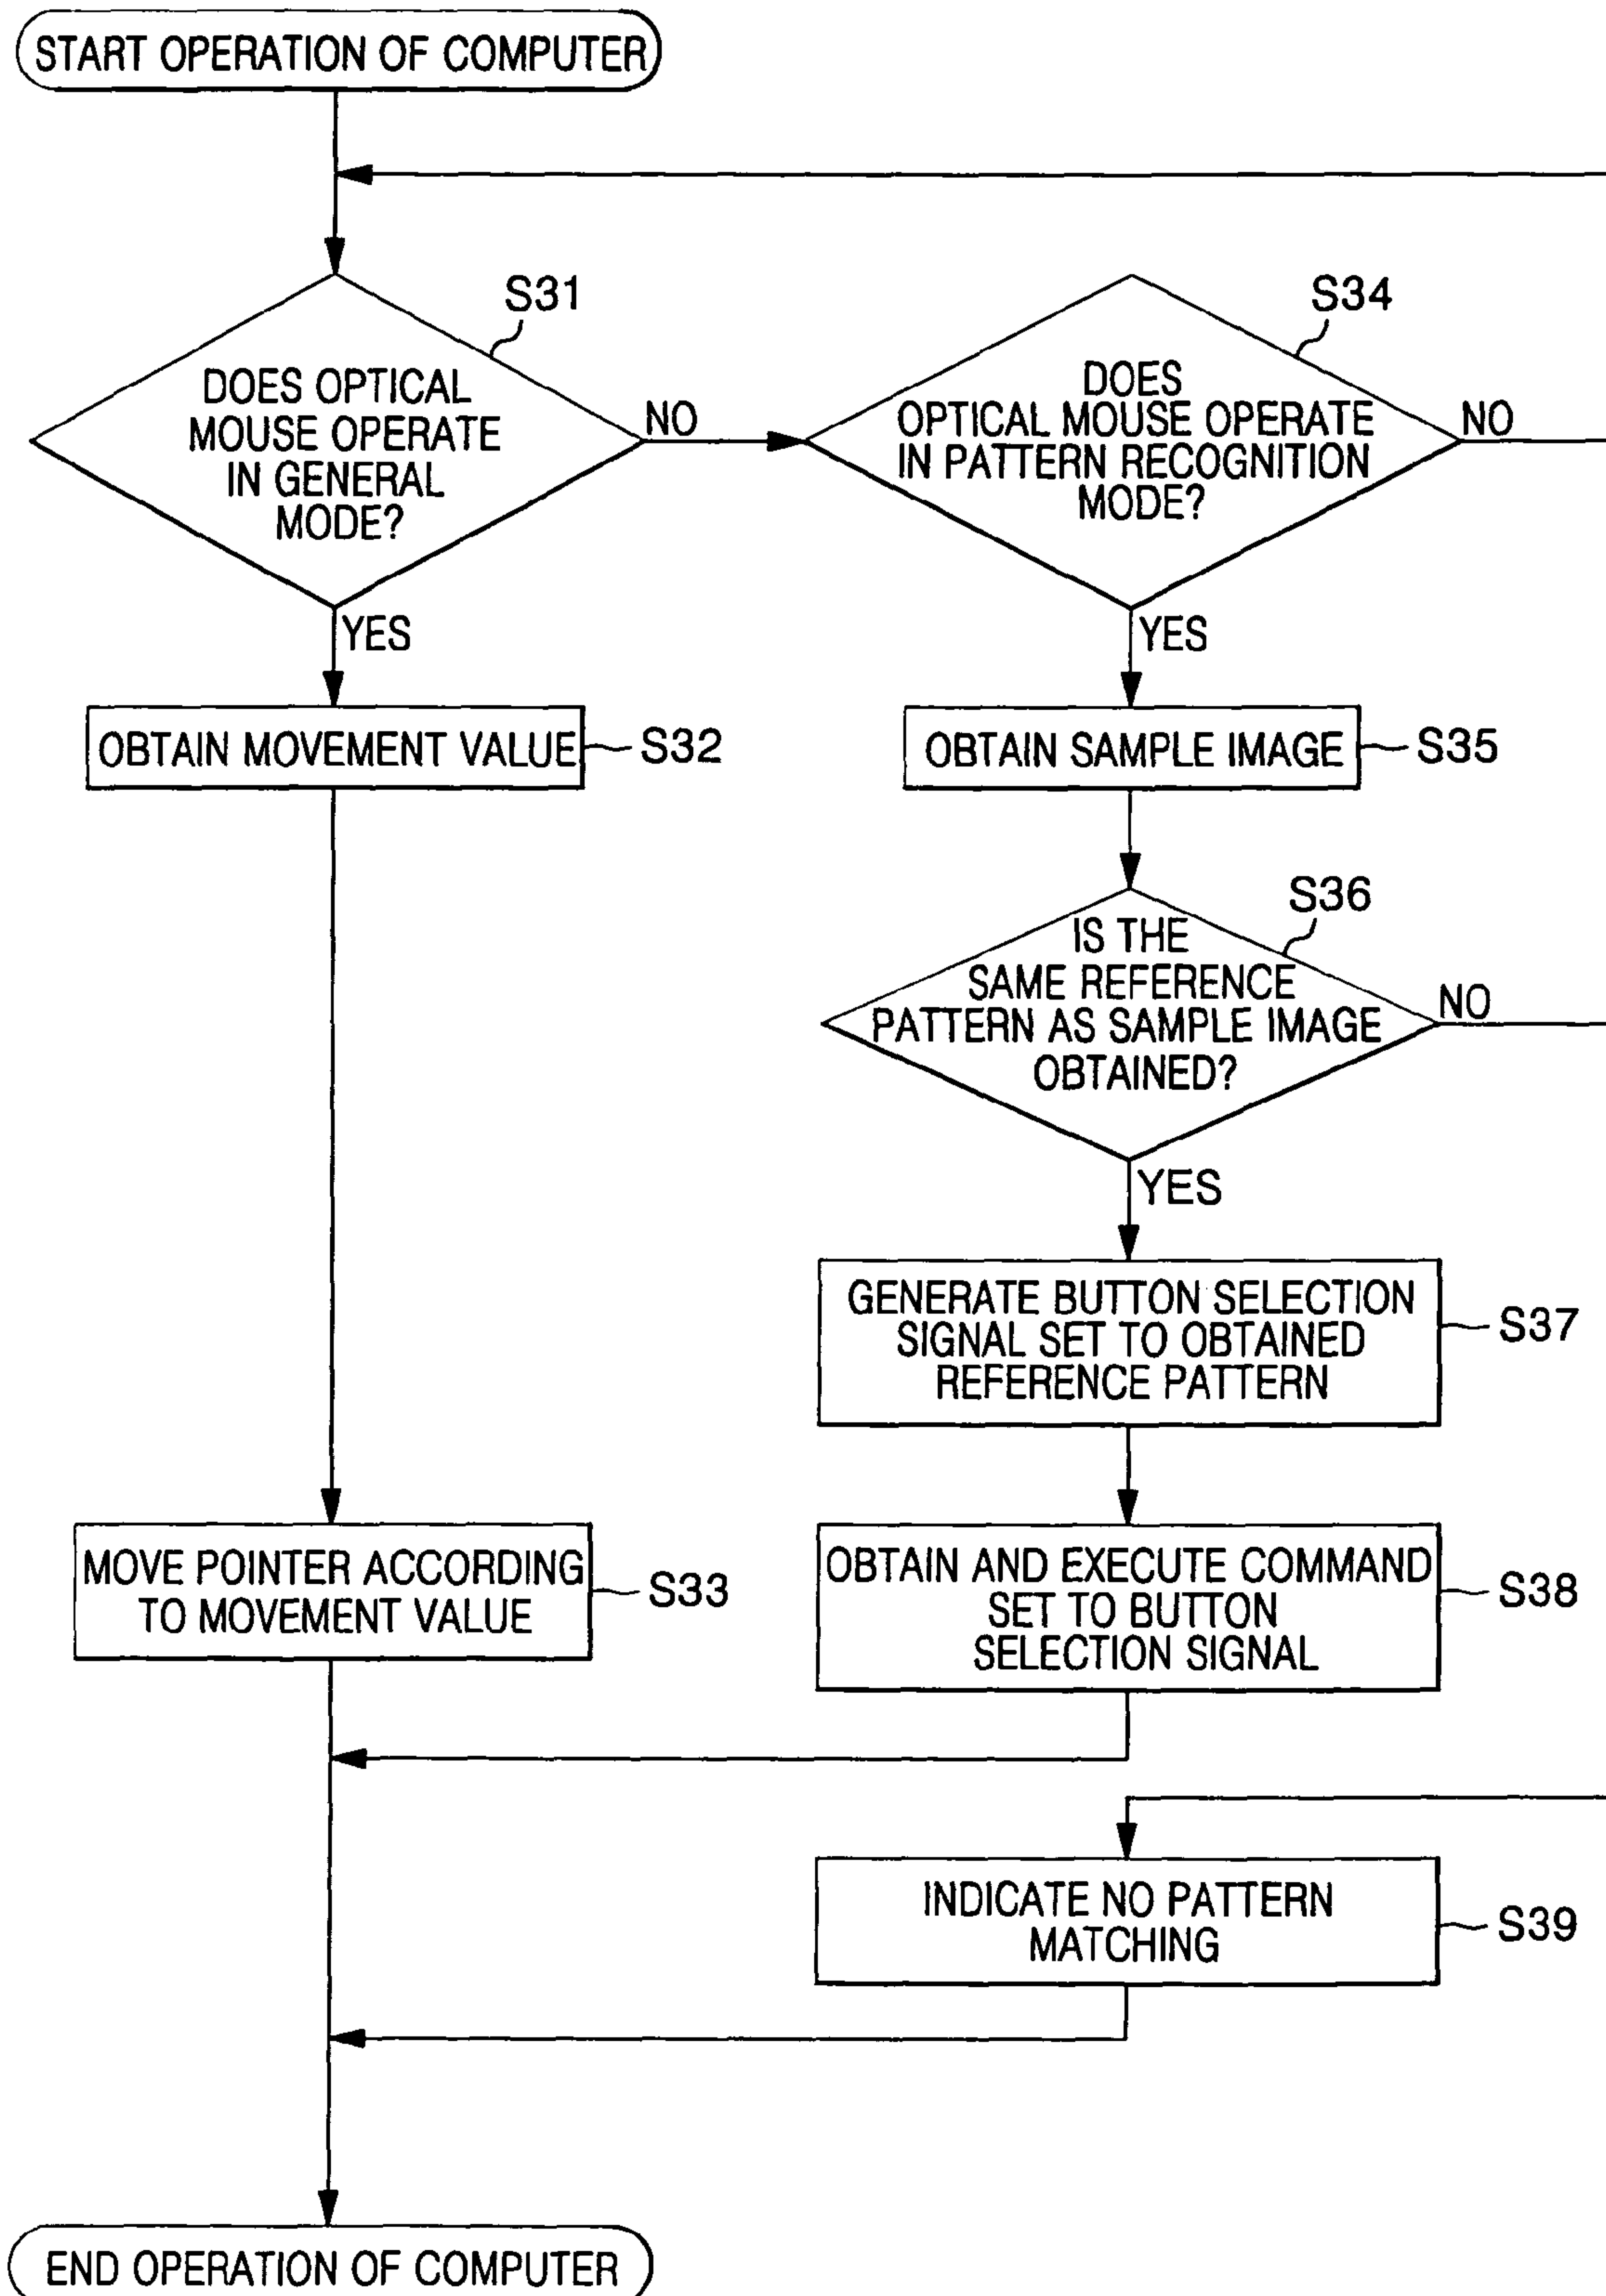 START OPERATION OF COMPUTER
S31
DOES OPTICAL
MOUSE OPERATE
IN GENERAL
MODE?
NO
YES
S34
DOES
OPTICAL MOUSE OPERATE
IN PATTERN RECOGNITION
MODE?
NO
YES
OBTAIN MOVEMENT VALUE
S32
OBTAIN SAMPLE IMAGE
S35
S36
IS THE
SAME REFERENCE
PATTERN AS SAMPLE IMAGE
OBTAINED?
NO
YES
GENERATE BUTTON SELECTION
SIGNAL SET TO OBTAINED
REFERENCE PATTERN
S37
MOVE POINTER ACCORDING
TO MOVEMENT VALUE
S33
OBTAIN AND EXECUTE COMMAND
SET TO BUTTON
SELECTION SIGNAL
S38
INDICATE NO PATTERN
MATCHING
S39
END OPERATION OF COMPUTER